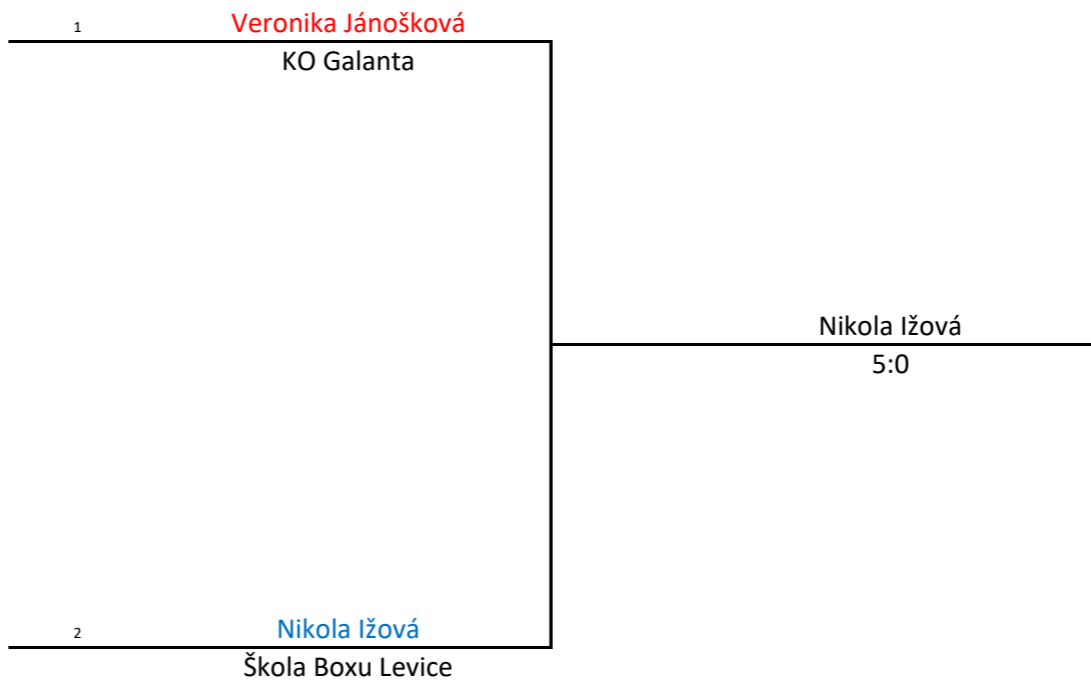 1 Veronika Jánošková
KO Galanta
Nikola Ižová
5:0
2 Nikola Ižová
Škola Boxu Levice